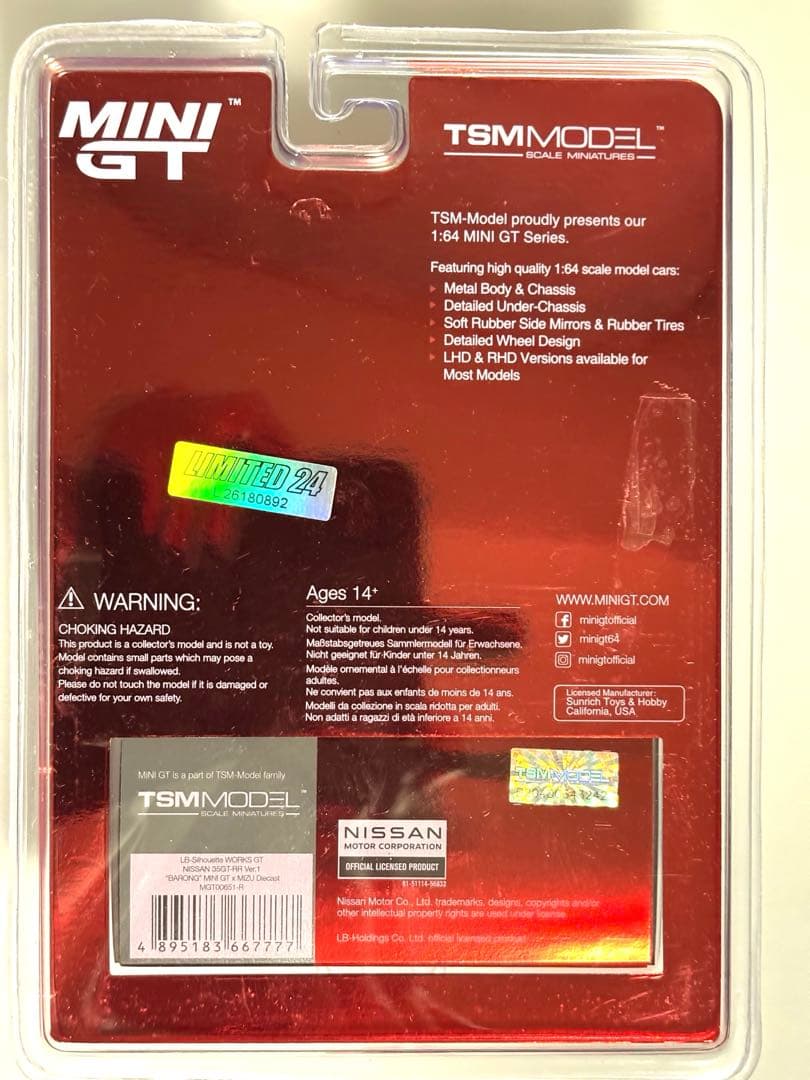 MINI GT™
TSMMODEL™
SCALE MINIATURES
TSM-Model proudly presents our
1:64 MINI GT Series.
Featuring high quality 1:64 scale model cars:
Metal Body & Chassis
Detailed Under-Chassis
Soft Rubber Side Mirrors & Rubber Tires
Detailed Wheel Design
LHD & RHD Versions available for
Most Models
LIMITED 24
L26180892
WARNING:
CHOKING HAZARD
This product is a collector's model and is not a toy.
Model contains small parts which may pose a
choking hazard if swallowed.
Please do not touch the model if it is damaged or
defective for your own safety.
Ages 14+
Collector's model.
Not suitable for children under 14 years.
Maßstabsgetreues Sammlermodell für Erwachsene.
Nicht geeignet für Kinder unter 14 Jahren.
Modèle ornemental à l'échelle pour collectionneurs
adultes.
Ne convient pas aux enfants de moins de 14 ans.
Modelli da collezione in scala ridotta per adulti.
Non adatti a ragazzi di età inferiore a 14 anni.
WWW.MINIGT.COM
minigtofficial
minigt64
minigtofficial
Licensed Manufacturer:
Sunrich Toys & Hobby
California, USA
MINI GT is a part of TSM-Model family
TSMMODEL™
SCALE MINIATURES
LB-Silhouette WORKS GT
NISSAN 35GT-RR Ver.1
"BARONG" MINI GT x MIZU Diecast
MGT00651-R
4 895183 667777
TSMMODEL
NISSAN
MOTOR CORPORATION
OFFICIAL LICENSED PRODUCT
Nissan Motor Co., Ltd. trademarks, designs, copyrights and/or
other intellectual property rights are used under license.
LB-Holdings Co. Ltd. official licensed product